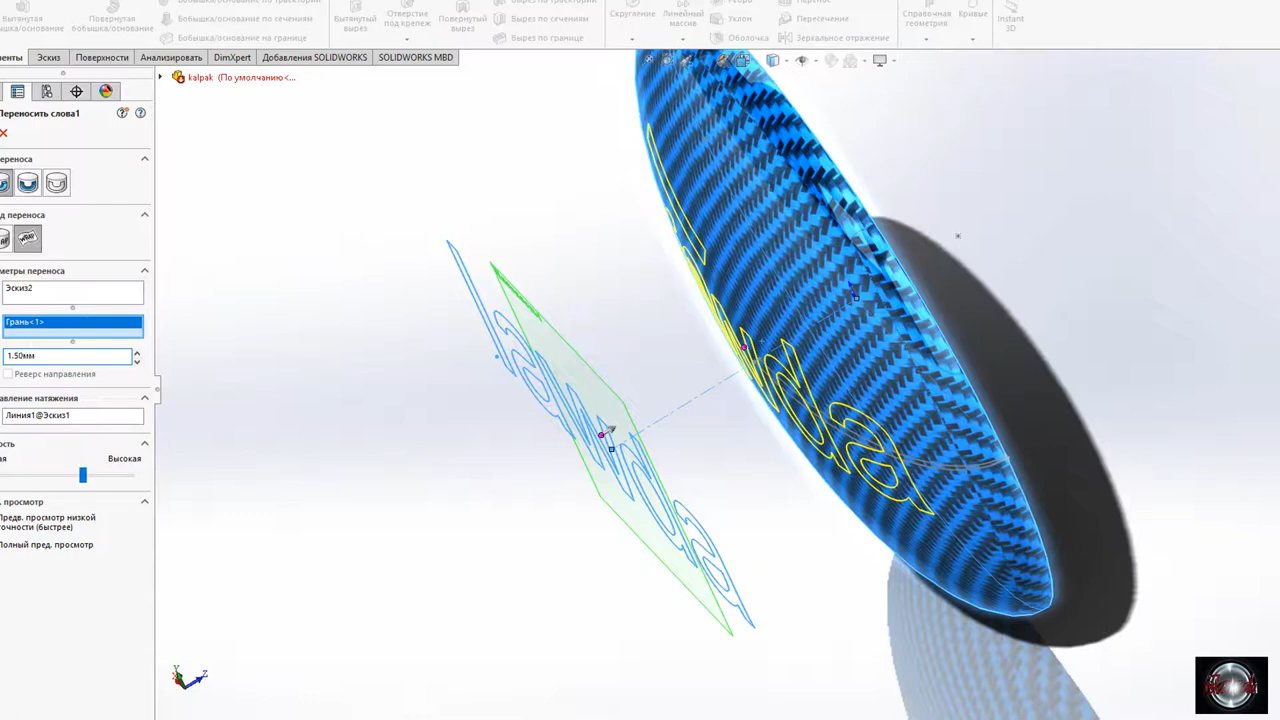 Вытянутая
бышка/основание
Повернутая
бобышка/основание
Бобышка/основание по траектории
Бобышка/основание по сечениям
Бобышка/основание на границе
Вытянутый
вырез
Отверстие
под крепеж
Повернутый
вырез
Вырез по траектории
Вырез по сечениям
Вырез по границе
Скругление
Линейный
массив
Уклон
Оболочка
Перенос
Пересечение
Зеркальное отражение
Справочная
геометрия
Кривые
Instant
3D
енты
Эскиз
Поверхности
Анализировать
DimXpert
Добавления SOLIDWORKS
SOLIDWORKS MBD
kalpak (По умолчанию<...
Переносить слова1
переноса
д переноса
метры переноса
Эскиз2
Грань<1>
1.50мм
Реверс направления
авление натяжения
Линия1@Эскиз1
ость
ая Высокая
. просмотр
Предв. просмотр низкой
точности (быстрее)
Полный пред. просмотр
Y
Z